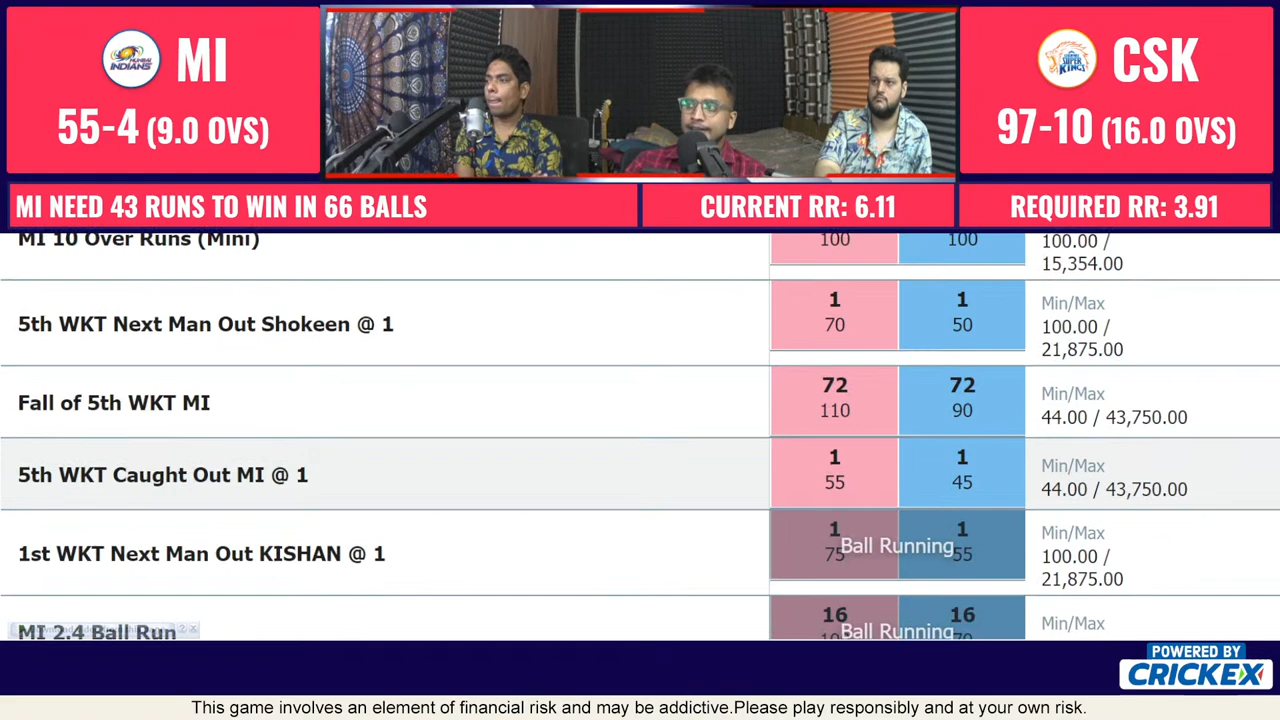 MUMBAI
INDIANS
MI
55-4 (9.0 OVS)
SUPER
KINGS
CSK
97-10 (16.0 OVS)
MI NEED 43 RUNS TO WIN IN 66 BALLS
CURRENT RR: 6.11
REQUIRED RR: 3.91
MI 10 Over Runs (Mini)
100
100
100.00 /
15,354.00
5th WKT Next Man Out Shokeen @ 1
1
70
1
50
Min/Max
100.00 /
21,875.00
Fall of 5th WKT MI
72
110
72
90
Min/Max
44.00 / 43,750.00
5th WKT Caught Out MI @ 1
1
55
1
45
Min/Max
44.00 / 43,750.00
1st WKT Next Man Out KISHAN @ 1
1
75
1
55
Ball Running
Min/Max
100.00 /
21,875.00
MI 2.4 Ball Run
16
16
Ball Running
Min/Max
POWERED BY
CRICKEX
This game involves an element of financial risk and may be addictive.Please play responsibly and at your own risk.